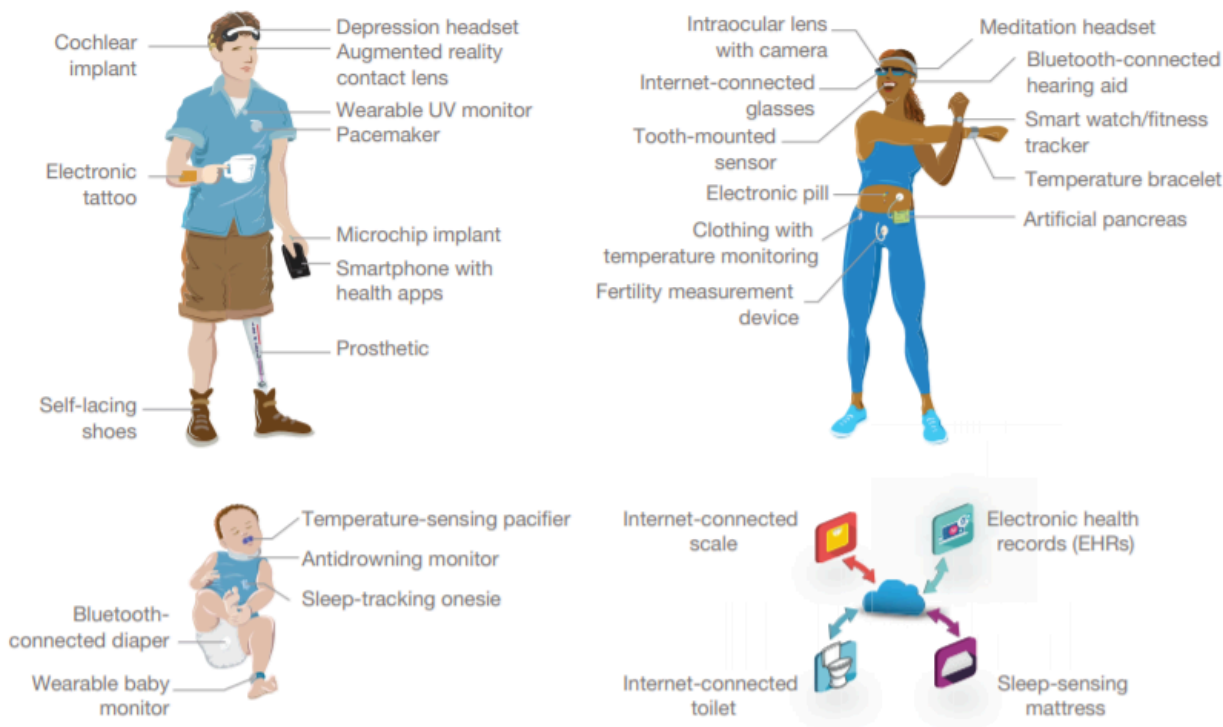 Cochlear
implant
Depression headset
Augmented reality
contact lens
Wearable UV monitor
Pacemaker
Electronic
tattoo
Microchip implant
Smartphone with
health apps
Prosthetic
Self-lacing
shoes
Intraocular lens
with camera
Meditation headset
Internet-connected
glasses
Bluetooth-connected
hearing aid
Tooth-mounted
sensor
Smart watch/fitness
tracker
Electronic pill
Temperature bracelet
Clothing with
temperature monitoring
Artificial pancreas
Fertility measurement
device
Temperature-sensing pacifier
Antidrowning monitor
Sleep-tracking onesie
Bluetooth-
connected diaper
Wearable baby
monitor
Internet-connected
scale
Electronic health
records (EHRs)
Internet-connected
toilet
Sleep-sensing
mattress